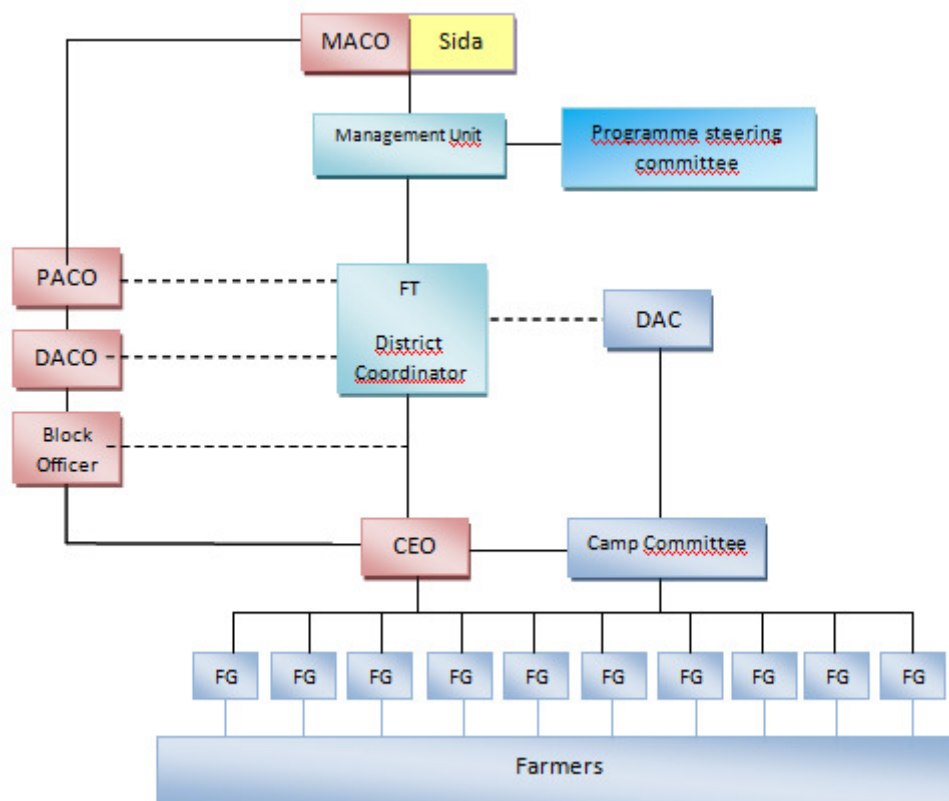 MACO
Sida
Management Unit
Programme steering
committee
PACO
FT
District
Coordinator
DAC
DACO
Block
Officer
CEO
Camp Committee
FG
FG
FG
FG
FG
FG
FG
FG
FG
FG
Farmers